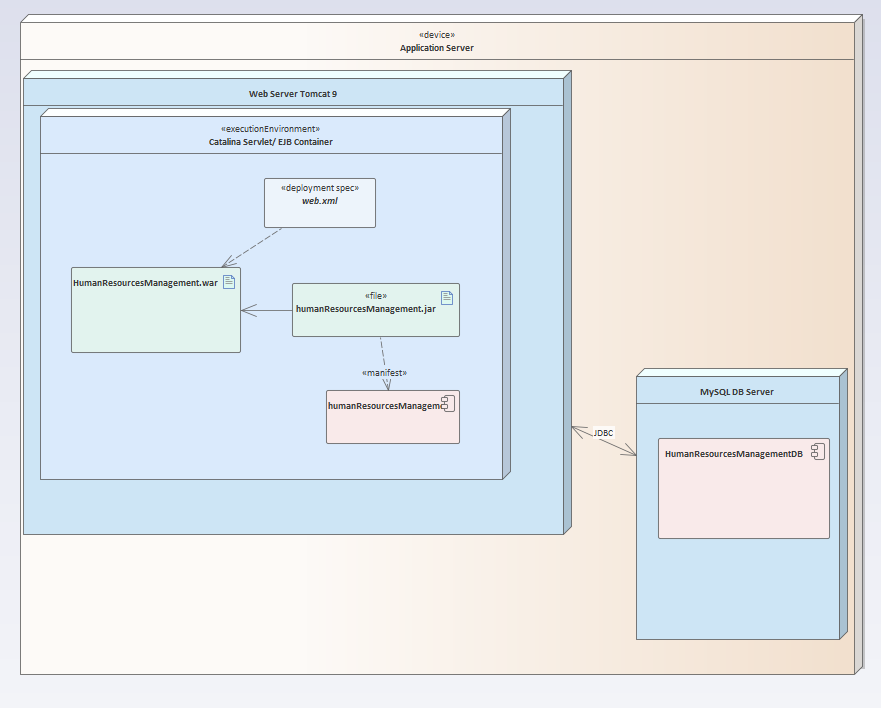 «device»
Application Server
Web Server Tomcat 9
«executionEnvironment»
Catalina Servlet/ EJB Container
«deployment spec»
web.xml
HumanResourcesManagement.war
«file»
humanResourcesManagement.jar
«manifest»
humanResourcesManagem
JDBC
MySQL DB Server
HumanResourcesManagementDB